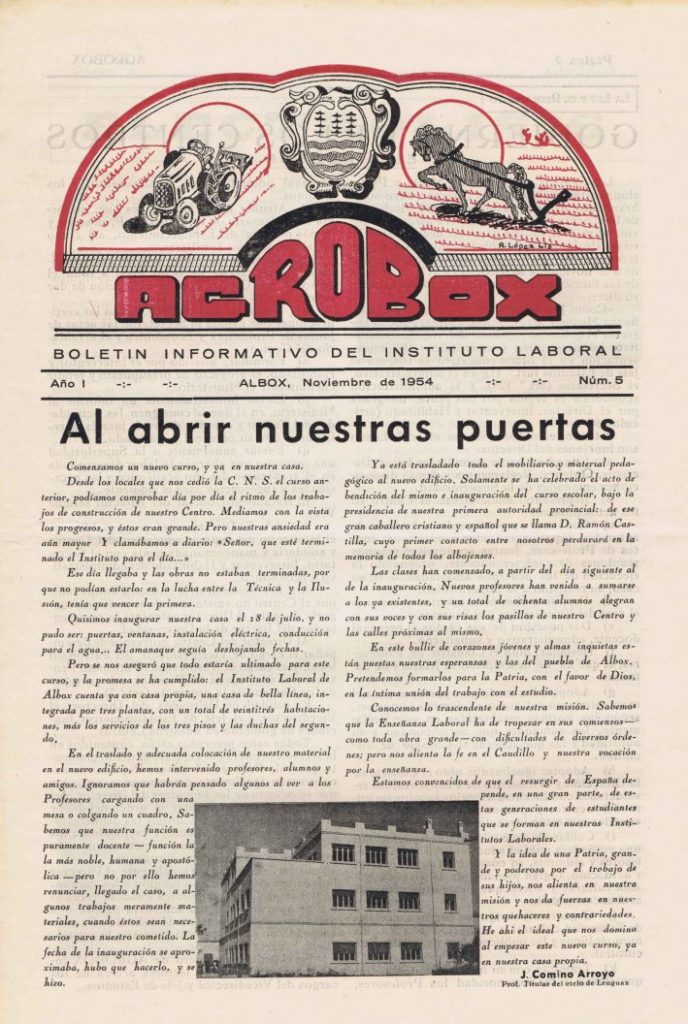 A. López Lts
AGROBOX
BOLETIN INFORMATIVO DEL INSTITUTO LABORAL
Año I -:- -:- ALBOX, Noviembre de 1954 -:- -:- Núm. 5
Al abrir nuestras puertas
Comenzamos un nuevo curso, y ya en nuestra casa.
Desde los locales que nos cedió la C. N. S. el curso an-
terior, podíamos comprobar día por día el ritmo de los traba-
jos de construcción de nuestro Centro. Mediamos con la vista
los progresos, y éstos eran grande. Pero nuestras ansiedad era
aún mayor Y clamábamos a diario: «Señor, que esté termi-
nado el Instituto para el día...»
Ese día llegaba y las obras no estaban terminadas, por
que no podían estarlo: en la lucha entre la Técnica y la Ilu-
sión, tenía que vencer la primera.
Quisimos inaugurar nuestra casa el 18 de julio. y no
pudo ser: puertas, ventanas, instalación eléctrica, conducción
para el agua... El amanaque seguía deshojando fechas.
Pero se nos aseguró que todo estaría ultimado para este
curso, y la promesa se ha cumplido: el Instituto Laboral de
Albox cuenta ya con casa propia, una casa de bella línea, in-
tegrada por tres plantas, con un total de veintitrés habitacio-
nes, más los servicios de los tres pisos y las duchas del segun-
do.
En el traslado y adecuada colocación de nuestro material
en el nuevo edificio, hemos intervenido profesores, alumnos y
amigos. Ignoramos que habrán pensado algunos al ver a los
Profesores cargando con una
mesa o colgando un cuadro, Sa-
bemos que nuestra función es
puramente docente — función la
la más noble, humana y apostó-
lica — pero no por ello hemos
renunciar, llegado el caso, a al-
gunos trabajos meramente ma-
teriales, cuando éstos sean nece-
sarios para nuestro cometido. La
fecha de la inauguración se apro-
ximaba, hubo que hacerlo, y se
hizo.
Ya está trasladado todo el mobiliario y material peda-
gógico al nuevo edificio. Solamente se ha celebrado el acto de
bendición del mismo e inauguración del curso escolar, bajo la
presidencia de nuestra primera autoridad provincial: de ese
gran caballero cristiano y español que se llama D. Ramón Cas-
tilla, cuyo primer contacto entre nosotros perdurará en la
memoria de todos los albojenses.
Las clases han comenzado, a partir del día siguiente al
de la inauguración. Nuevos profesores han venido a sumarse
a los ya existentes, y un total de ochenta alumnos alegran
con sus voces y con sus risas los pasillos de nuestro Centro y
las calles próximas al mismo.
En este bullir de corazones jóvenes y almas inquietas es-
tán puestas nuestras esperanzas y las del pueblo de Albox.
Pretendemos formarlos para la Patria, con el favor de Dios,
en la íntima unión del trabajo con el estudio.
Conocemos lo trascendente de nuestra misión. Sabemos
que la Enseñanza Laboral ha de tropezar en sus comienzos—
como toda obra grande—con dificultades de diversos órde-
nes; pero nos alienta la fe en el Caudillo y nuestra vocación
por la enseñanza.
Estamos convencidos de que el resurgir de España de-
pende, en una gran parte, de es-
tas generaciones de estudiantes
que se forman en nuestros Insti-
tutos Laborales.
Y la idea de una Patria, gran-
de y poderosa por el trabajo de
sus hijos, nos alienta en nuestra
misión y nos da fuerzas en nues-
tros quehaceres y contrariedades.
He ahí el ideal que nos domina
al empezar este nuevo curso, ya
en nuestra casa propia.
J. Comino Arroyo
Prof. Titular del ciclo de Lenguas